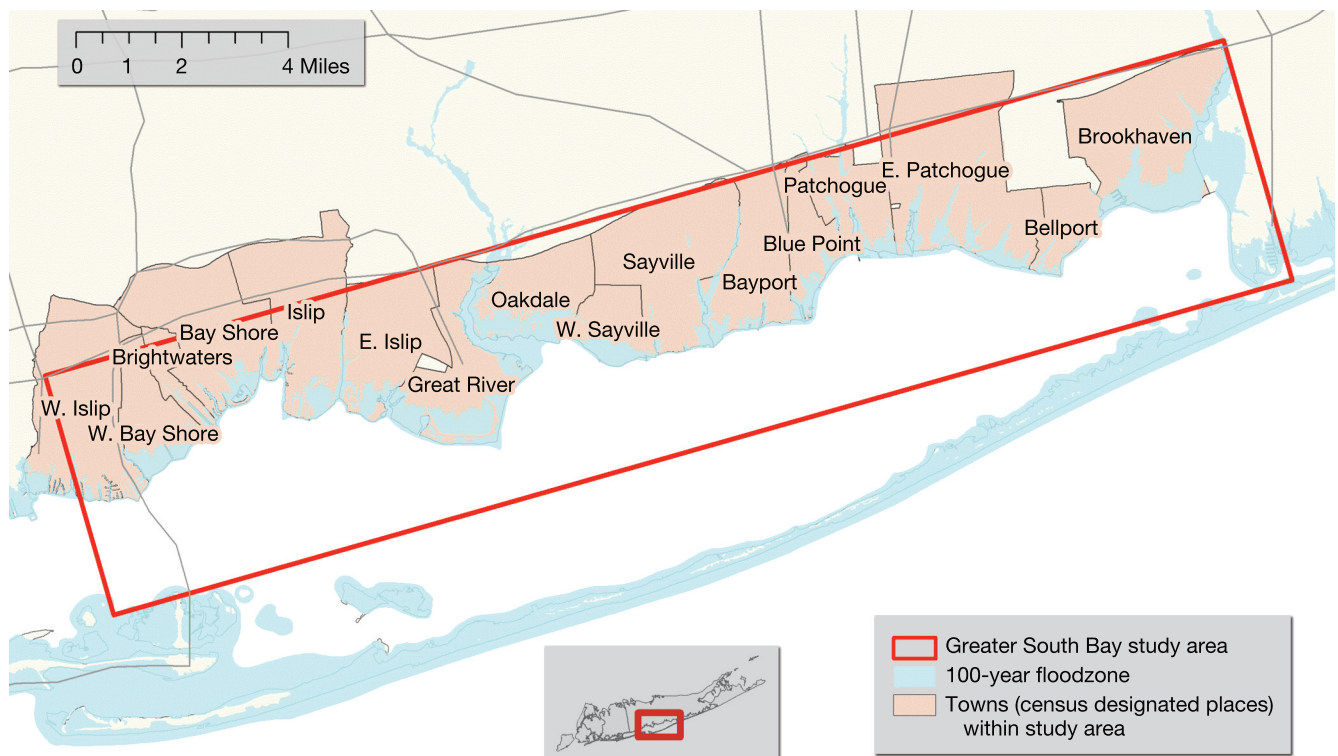 0 1 2 4 Miles
Brookhaven
E. Patchogue
Patchogue
Bellport
Blue Point
Sayville
Bayport
Oakdale
W. Sayville
Islip
Bay Shore
E. Islip
Brightwaters
Great River
W. Islip
W. Bay Shore
Greater South Bay study area
100-year floodzone
Towns (census designated places)
within study area